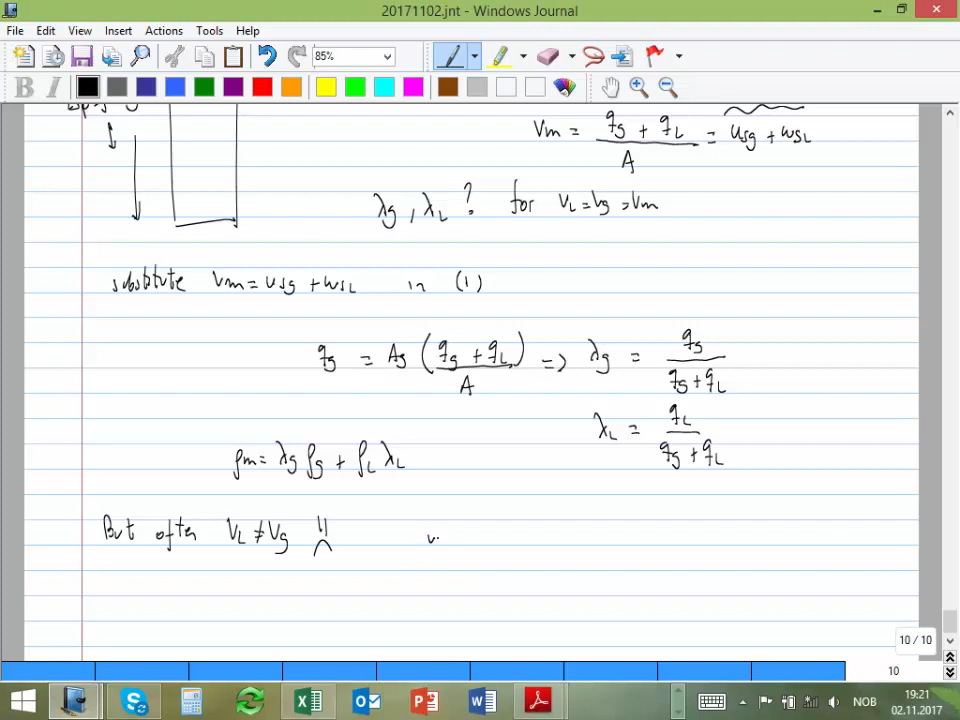 20171102.jnt - Windows Journal
File Edit View Insert Actions Tools Help
85%
B I
Vm = qg + qL / A = usg + usL
λg , λL ? for VL = Vg = Vm
substitute Vm = usg + usL in (1)
qg = Ag ( qg + qL / A ) => λg = qg / qg + qL
λL = qL / qg + qL
ρm = λg ρg + ρL λL
But often VL ≠ Vg !!
10 / 10
10
NOB
19:21
02.11.2017